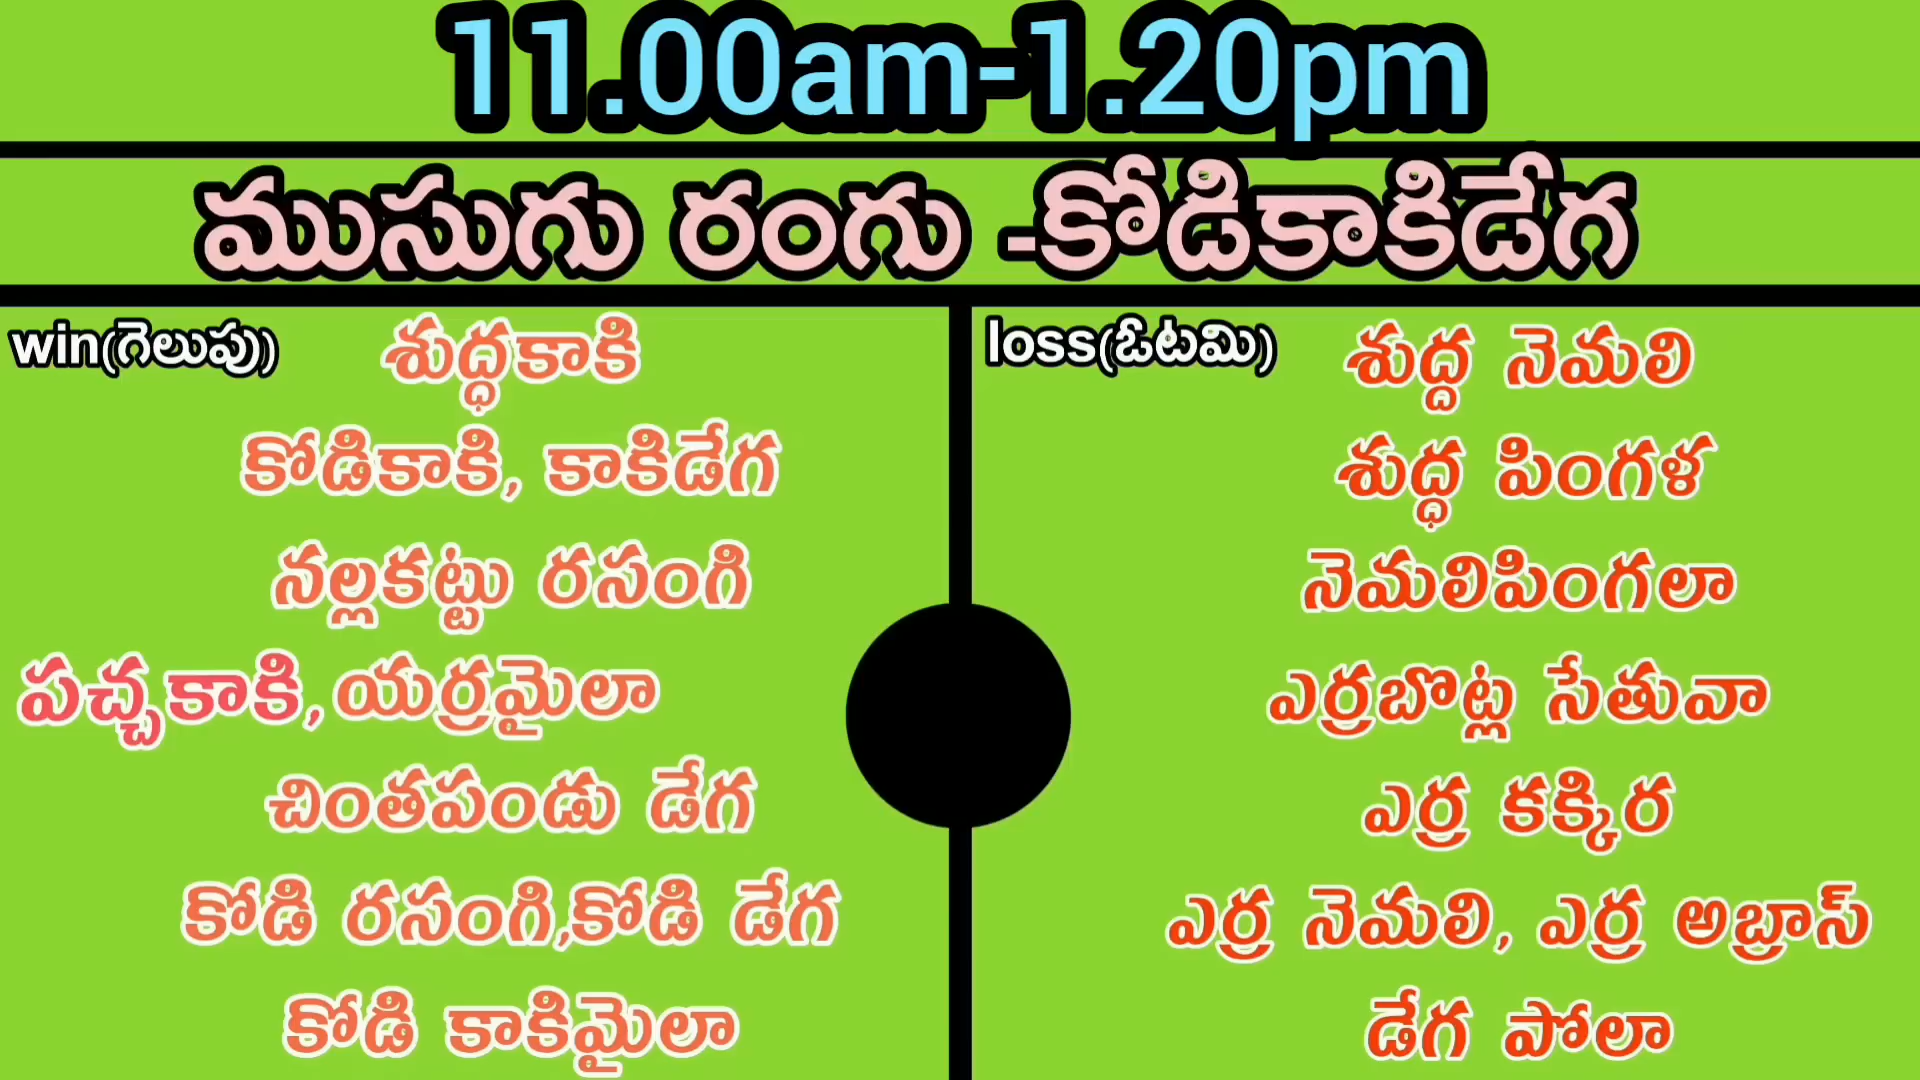 11.00am-1.20pm
ముసుగు రంగు -కోడికాకిడేగ
win(గెలుపు) శుద్ధకాకి
కోడికాకి, కాకిడేగ
నల్లకట్టు రసంగి
పచ్చకాకి, యర్రమైలా
చింతపండు డేగ
కోడి రసంగి,కోడి డేగ
కోడి కాకిమైలా
loss(ఓటమి) శుద్ద నెమలి
శుద్ధ పింగళ
నెమలిపింగలా
ఎర్రబొట్ల సేతువా
ఎర్ర కక్కిర
ఎర్ర నెమలి, ఎర్ర అబ్రాస్
డేగ పోలా